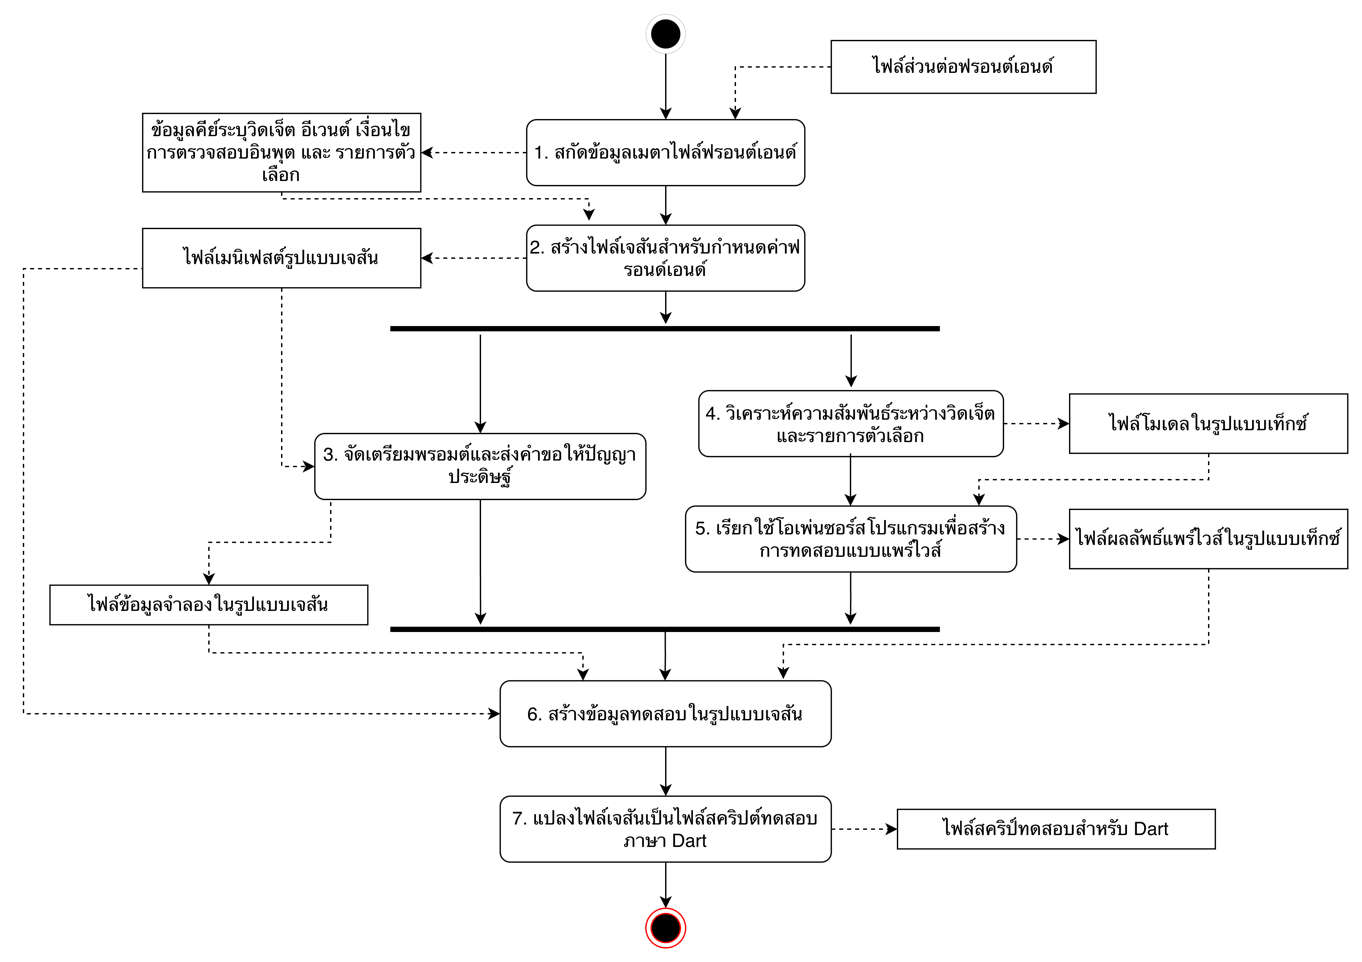 ไฟล์ส่วนต่อฟรอนต์เอนด์
ข้อมูลคีย์ระบุวิดเจ็ต อีเวนต์ เงื่อนไข
การตรวจสอบอินพุต และ รายการตัว
เลือก
1. สกัดข้อมูลเมตาไฟล์ฟรอนต์เอนด์
ไฟล์เมนิเฟสต์รูปแบบเจสัน
2. สร้างไฟล์เจสันสำหรับกำหนดค่าฟ
รอนด์เอนด์
4. วิเคราะห์ความสัมพันธ์ระหว่างวิดเจ็ต
และรายการตัวเลือก
ไฟล์โมเดลในรูปแบบเท็กซ์
3. จัดเตรียมพรอมต์และส่งคำขอให้ปัญญา
ประดิษฐ์
5. เรียกใช้โอเพ่นซอร์สโปรแกรมเพื่อสร้าง
การทดสอบแบบแพร์ไวส์
ไฟล์ผลลัพธ์แพร์ไวส์ในรูปแบบเท็กซ์
ไฟล์ข้อมูลจำลองในรูปแบบเจสัน
6. สร้างข้อมูลทดสอบในรูปแบบเจสัน
7. แปลงไฟล์เจสันเป็นไฟล์สคริปต์ทดสอบ
ภาษา Dart
ไฟล์สคริป์ทดสอบสำหรับ Dart